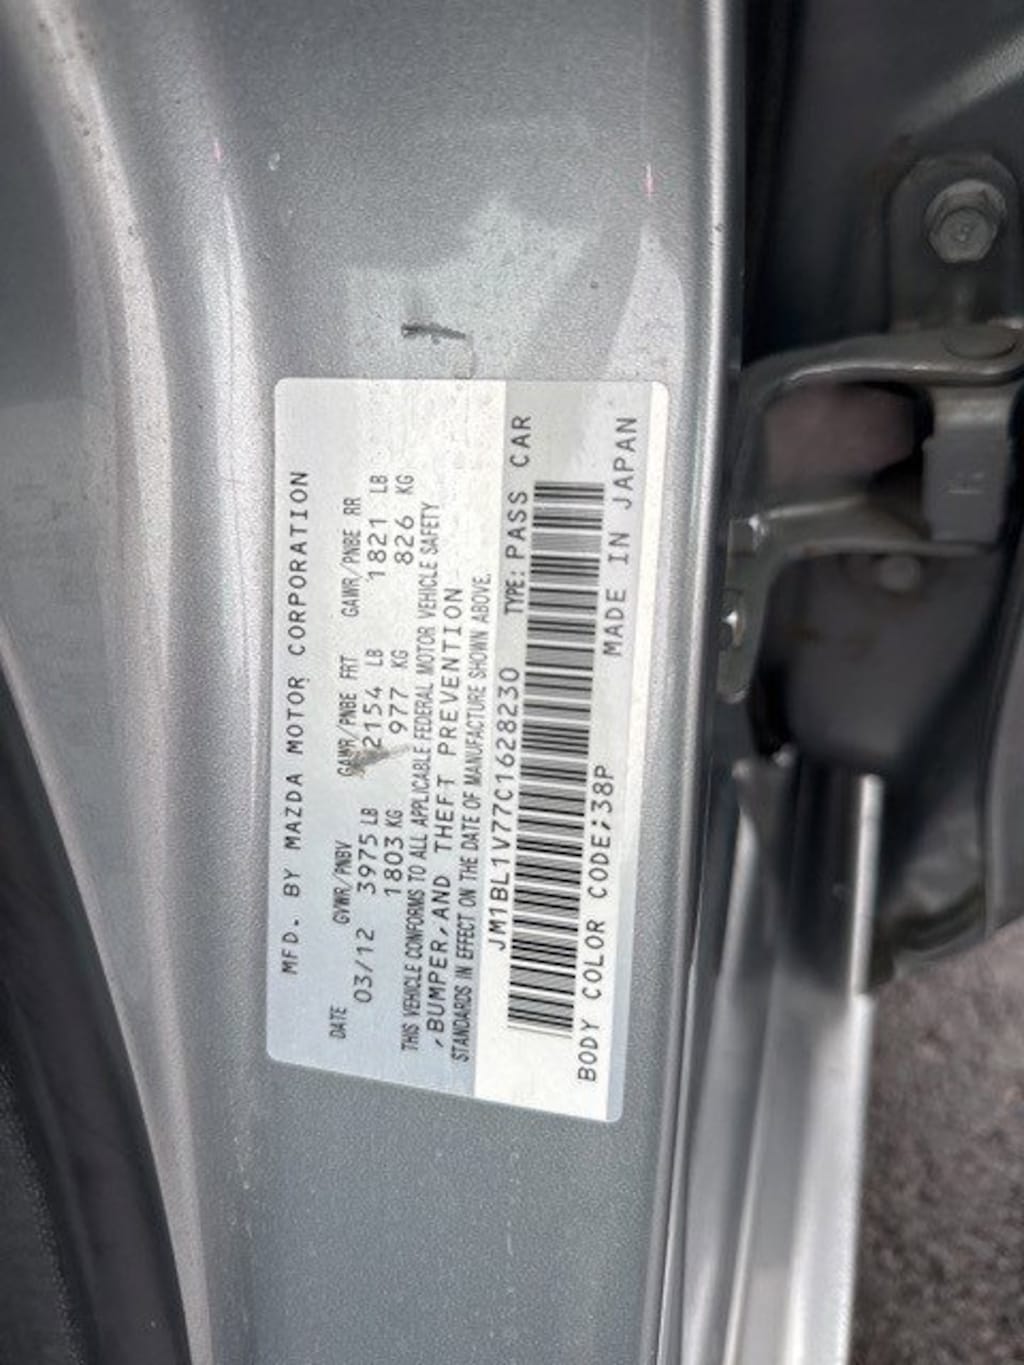 MFD. BY MAZDA MOTOR CORPORATION
DATE GVWR/PNBV GAWR/PNBE FRT GAWR/PNBE RR
03/12 3975 LB 2154 LB 1821 LB
1803 KG 977 KG 826 KG
THIS VEHICLE CONFORMS TO ALL APPLICABLE FEDERAL MOTOR VEHICLE SAFETY
,BUMPER,AND THEFT PREVENTION
STANDARDS IN EFFECT ON THE DATE OF MANUFACTURE SHOWN ABOVE.
JM1BL1V77C1628230 TYPE: PASS CAR
BODY COLOR CODE;38P MADE IN JAPAN